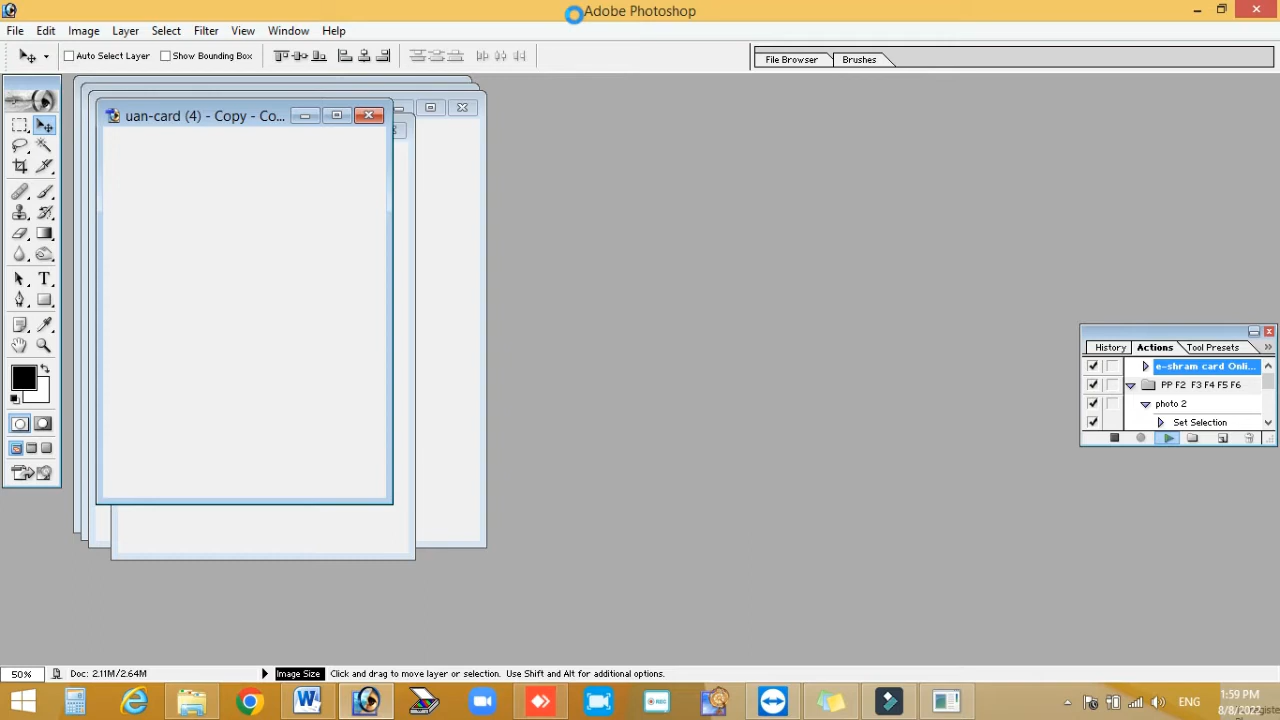 Adobe Photoshop
File Edit Image Layer Select Filter View Window Help
Auto Select Layer Show Bounding Box
File Browser Brushes
uan-card (4) - Copy - Co...
History Actions Tool Presets
e-shram card Onli...
PP F2 F3 F4 F5 F6
photo 2
Set Selection
50% Doc: 2.11M/2.64M Image Size Click and drag to move layer or selection. Use Shift and Alt for additional options.
REC
ENG
1:59 PM
8/8/2022